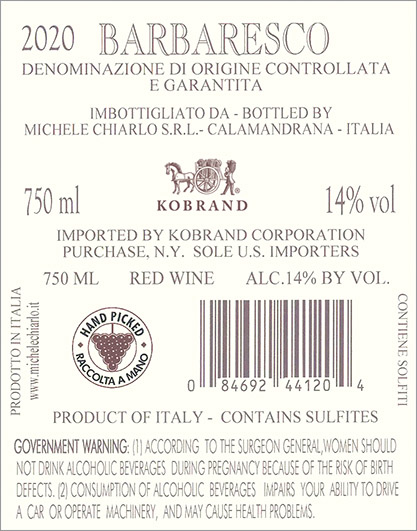 2020 BARBARESCO
DENOMINAZIONE DI ORIGINE CONTROLLATA
E GARANTITA
IMBOTTIGLIATO DA - BOTTLED BY
MICHELE CHIARLO S.R.L.- CALAMANDRANA - ITALIA
750 ml
KOBRAND
14% vol
IMPORTED BY KOBRAND CORPORATION
PURCHASE, N.Y. SOLE U.S. IMPORTERS
750 ML RED WINE ALC.14% BY VOL.
PRODOTTO IN ITALIA
www.michelechiarlo.it
HAND PICKED
RACCOLTA A MANO
0 84692 44120 4
CONTIENE SOLFITI
PRODUCT OF ITALY - CONTAINS SULFITES
GOVERNMENT WARNING: (1) ACCORDING TO THE SURGEON GENERAL,WOMEN SHOULD
NOT DRINK ALCOHOLIC BEVERAGES DURING PREGNANCY BECAUSE OF THE RISK OF BIRTH
DEFECTS. (2) CONSUMPTION OF ALCOHOLIC BEVERAGES IMPAIRS YOUR ABILITY TO DRIVE
A CAR OR OPERATE MACHINERY, AND MAY CAUSE HEALTH PROBLEMS.